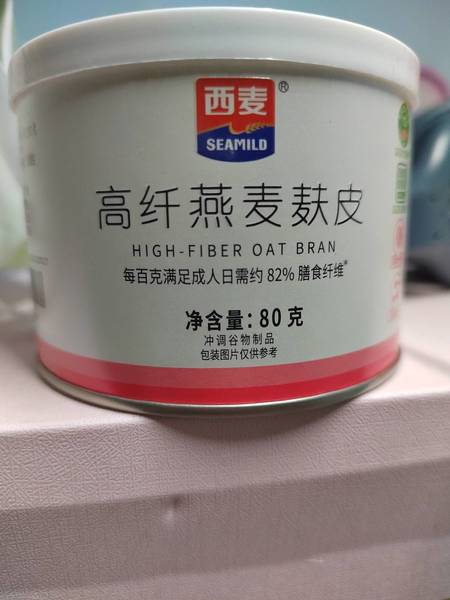 西麦®
SEAMILD
高纤燕麦麸皮
HIGH-FIBER OAT BRAN
每百克满足成人日需约 82% 膳食纤维*
净含量：80 克
冲调谷物制品
包装图片仅供参考